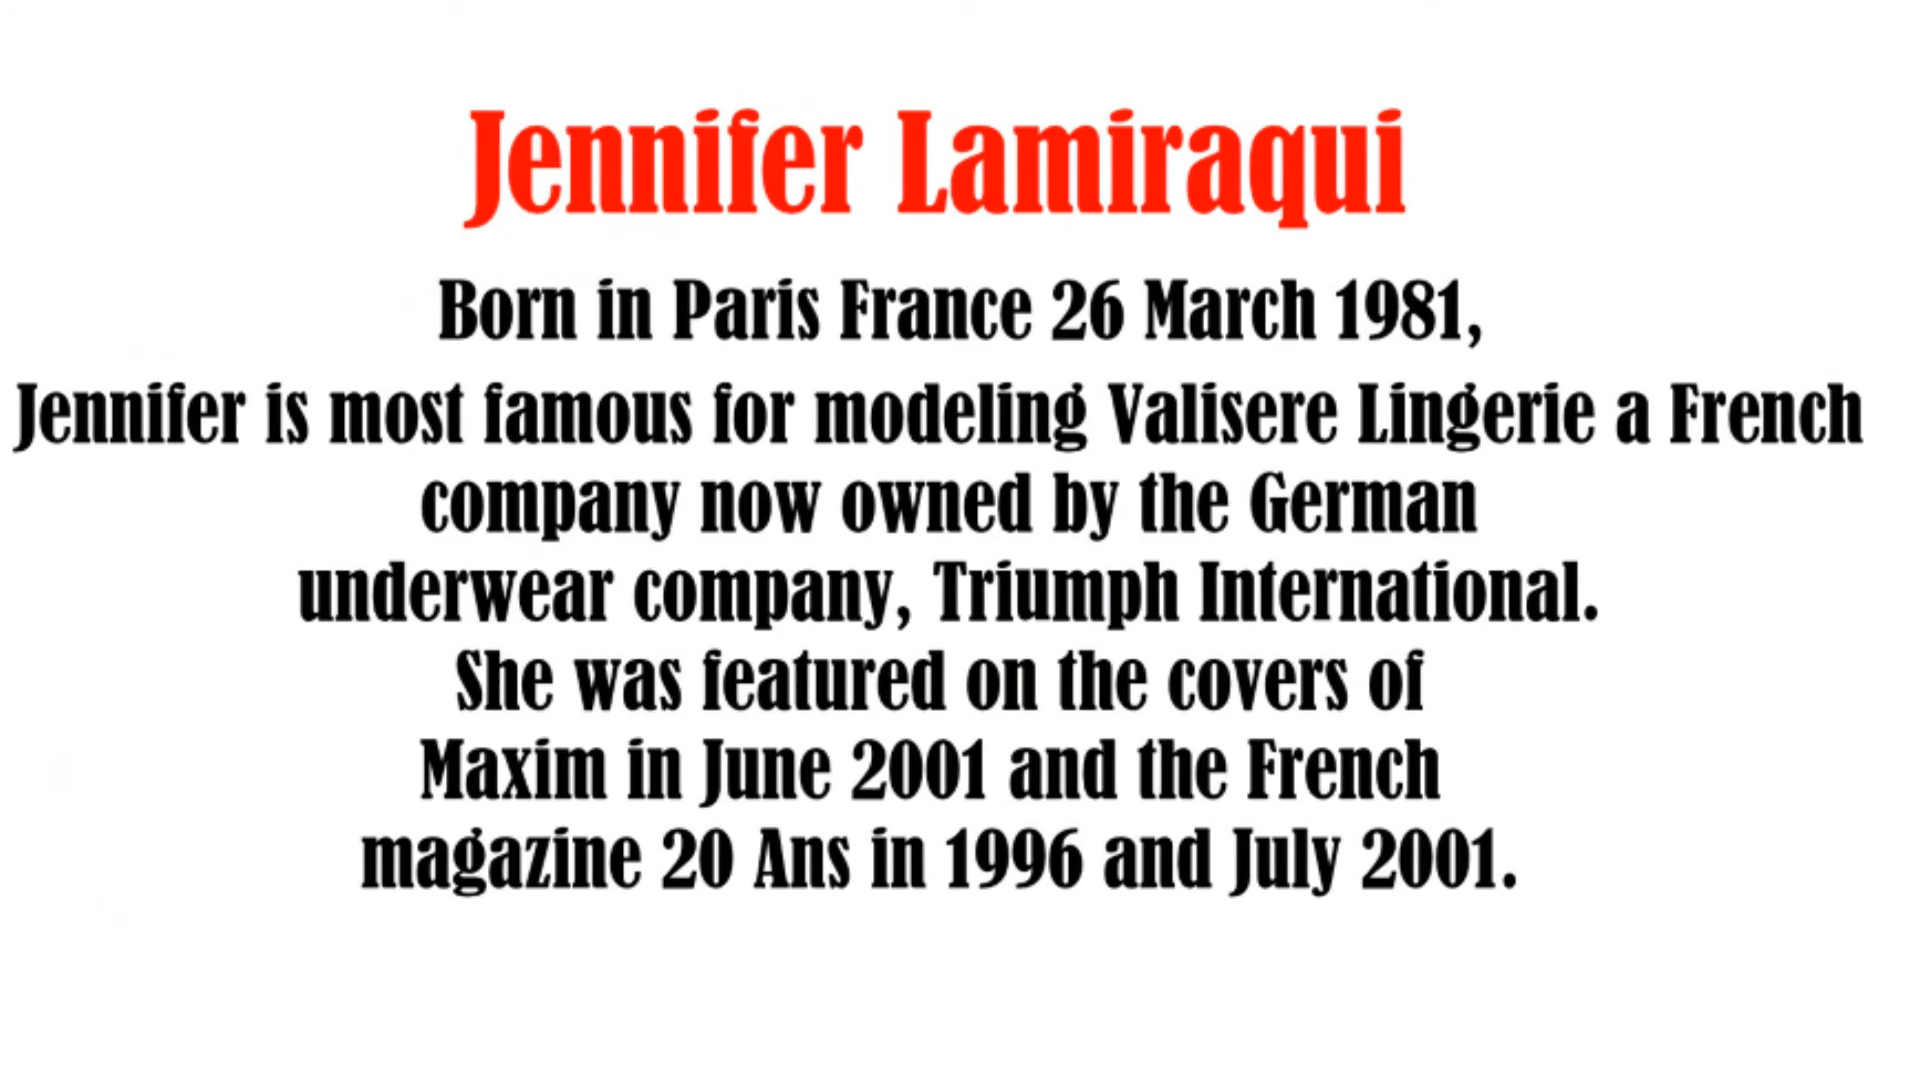 Jennifer Lamiraqui
Born in Paris France 26 March 1981,
Jennifer is most famous for modeling Valisere Lingerie a French
company now owned by the German
underwear company, Triumph International.
She was featured on the covers of
Maxim in June 2001 and the French
magazine 20 Ans in 1996 and July 2001.